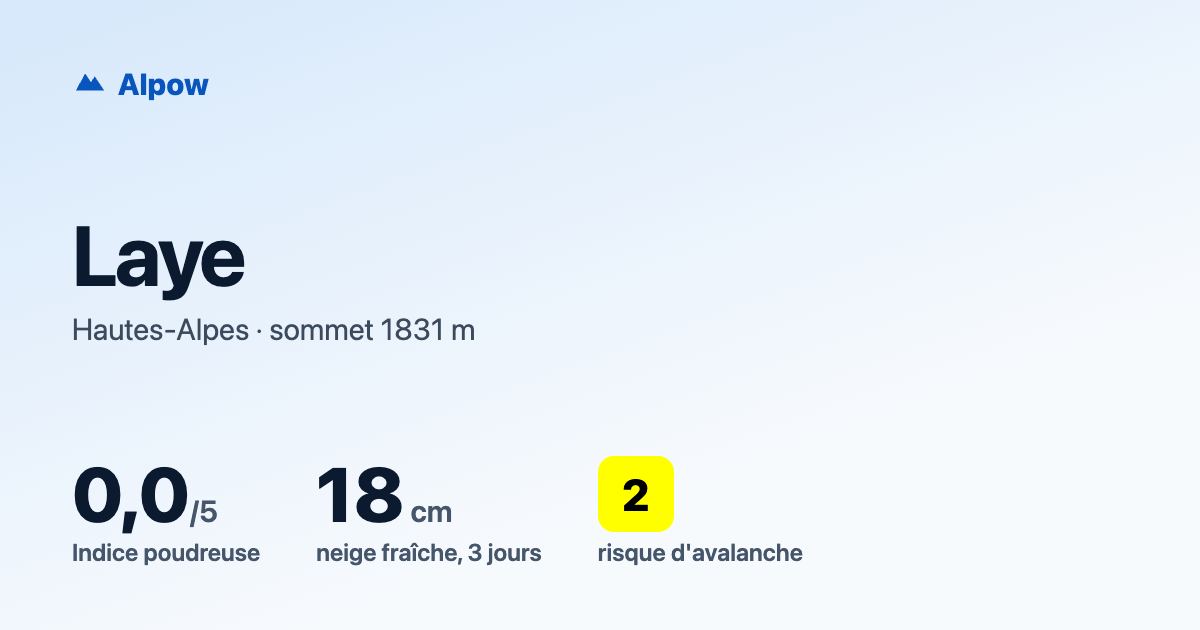 Alpow
Laye
Hautes-Alpes · sommet 1831 m
0,0/5
Indice poudreuse
18 cm
neige fraîche, 3 jours
2
risque d'avalanche